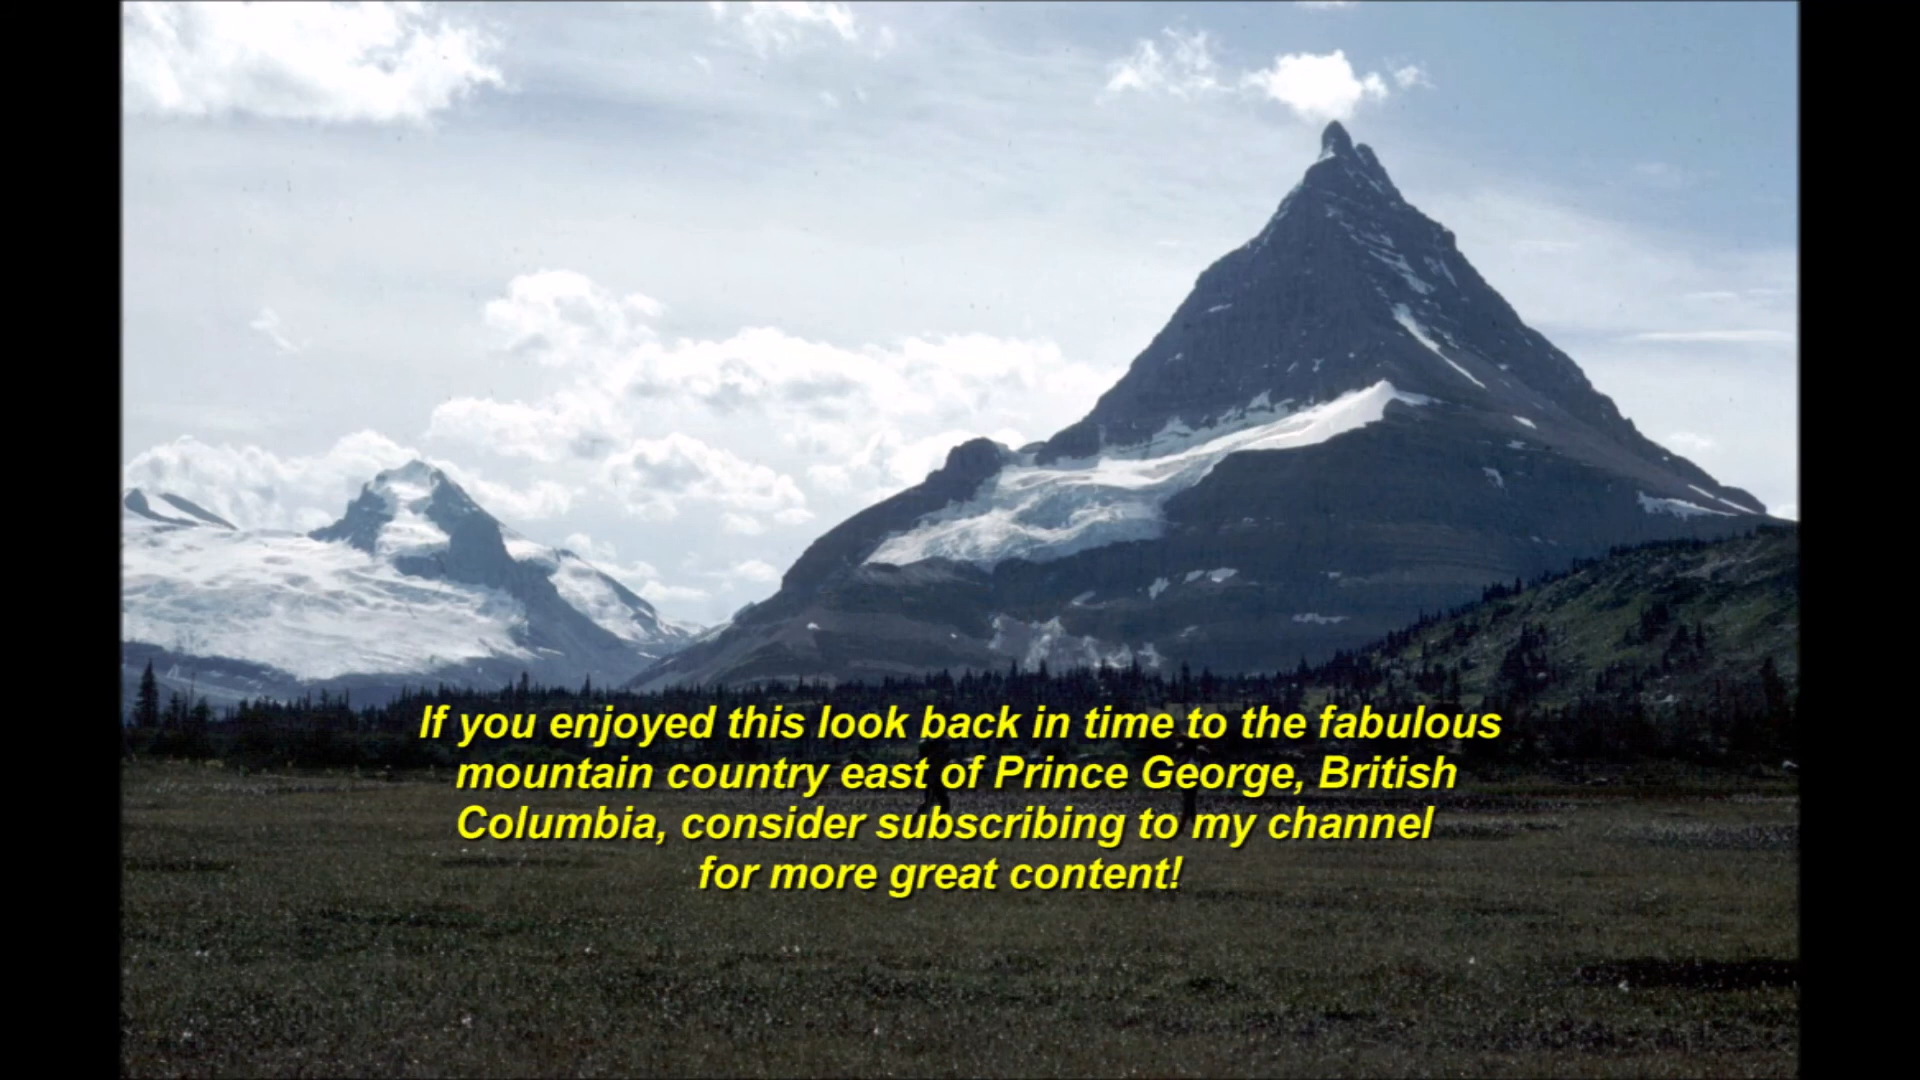 If you enjoyed this look back in time to the fabulous
mountain country east of Prince George, British
Columbia, consider subscribing to my channel
for more great content!